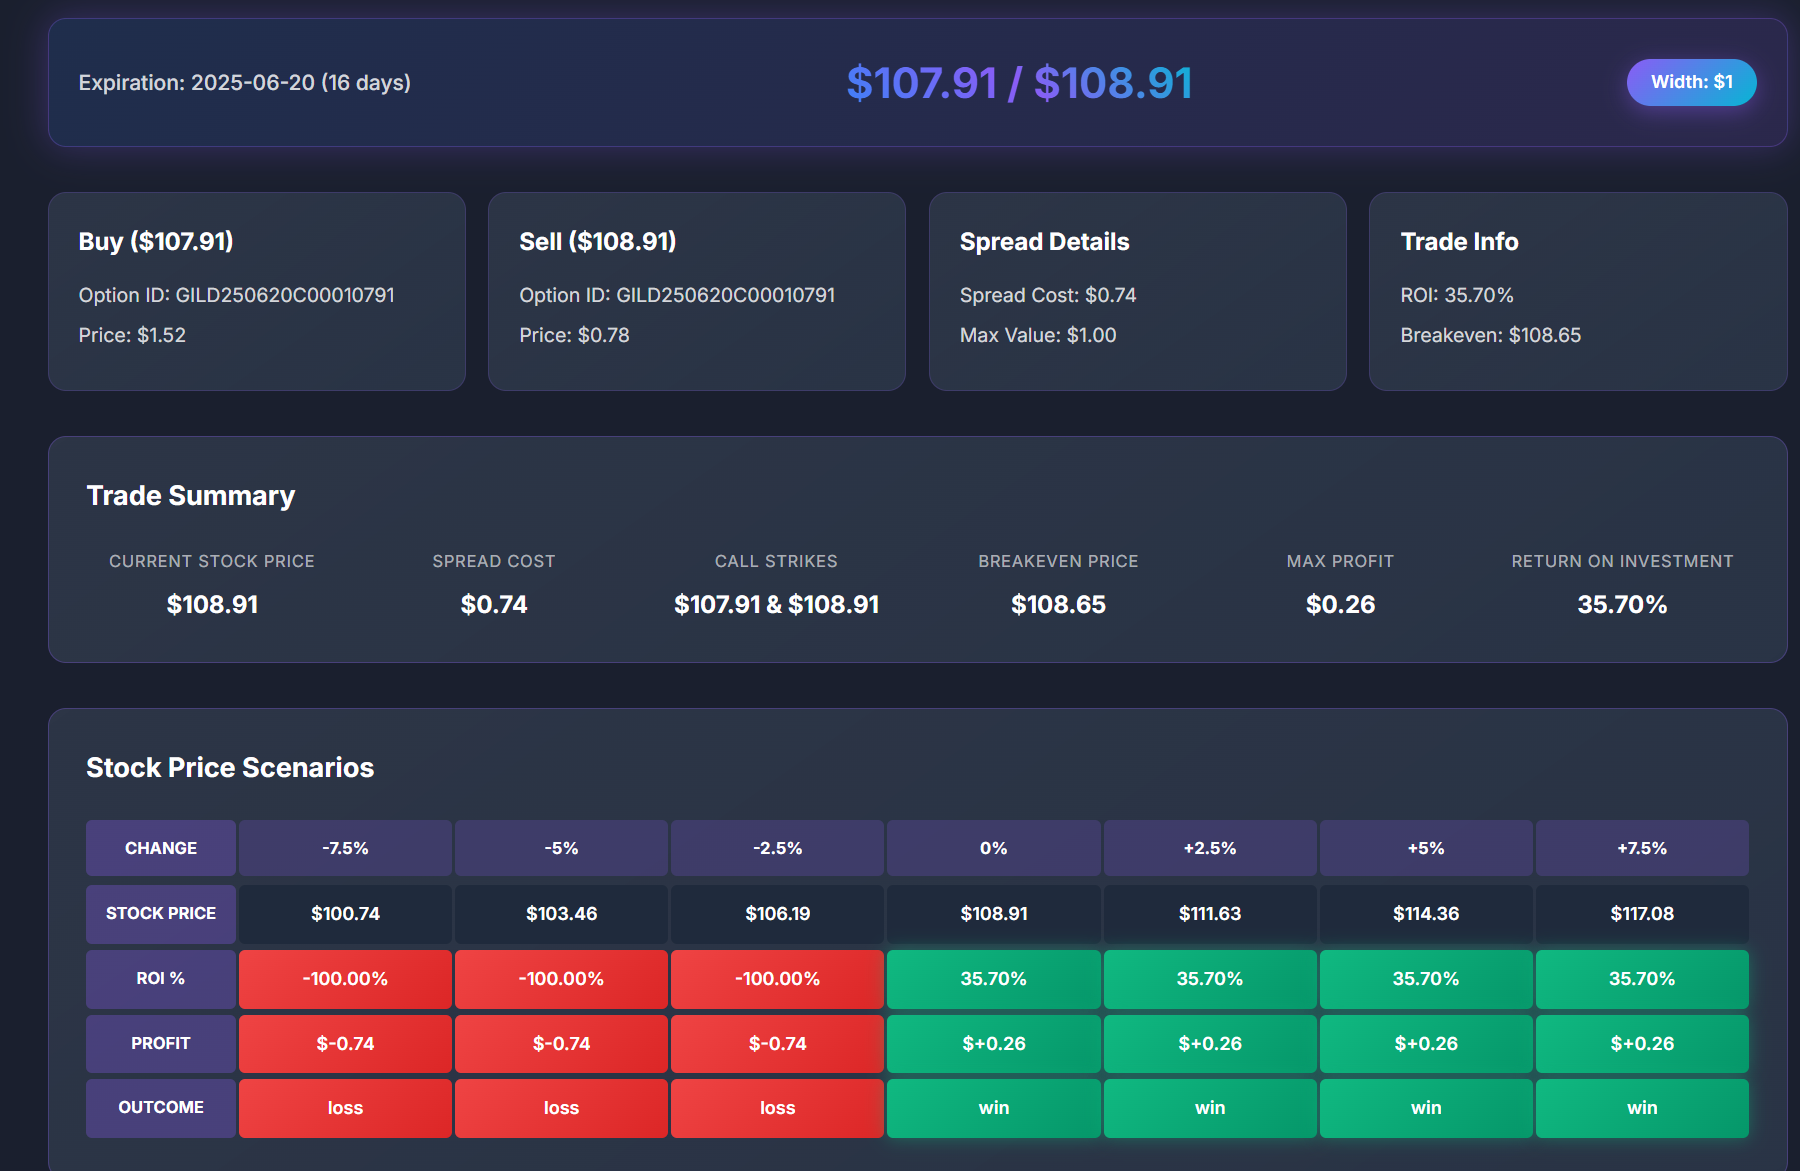 Expiration: 2025-06-20 (16 days)
$107.91 / $108.91
Width: $1
Buy ($107.91)
Option ID: GILD250620C00010791
Price: $1.52
Sell ($108.91)
Option ID: GILD250620C00010791
Price: $0.78
Spread Details
Spread Cost: $0.74
Max Value: $1.00
Trade Info
ROI: 35.70%
Breakeven: $108.65
Trade Summary
CURRENT STOCK PRICE
$108.91
SPREAD COST
$0.74
CALL STRIKES
$107.91 & $108.91
BREAKEVEN PRICE
$108.65
MAX PROFIT
$0.26
RETURN ON INVESTMENT
35.70%
Stock Price Scenarios
CHANGE -7.5% -5% -2.5% 0% +2.5% +5% +7.5%
STOCK PRICE $100.74 $103.46 $106.19 $108.91 $111.63 $114.36 $117.08
ROI % -100.00% -100.00% -100.00% 35.70% 35.70% 35.70% 35.70%
PROFIT $-0.74 $-0.74 $-0.74 $+0.26 $+0.26 $+0.26 $+0.26
OUTCOME loss loss loss win win win win